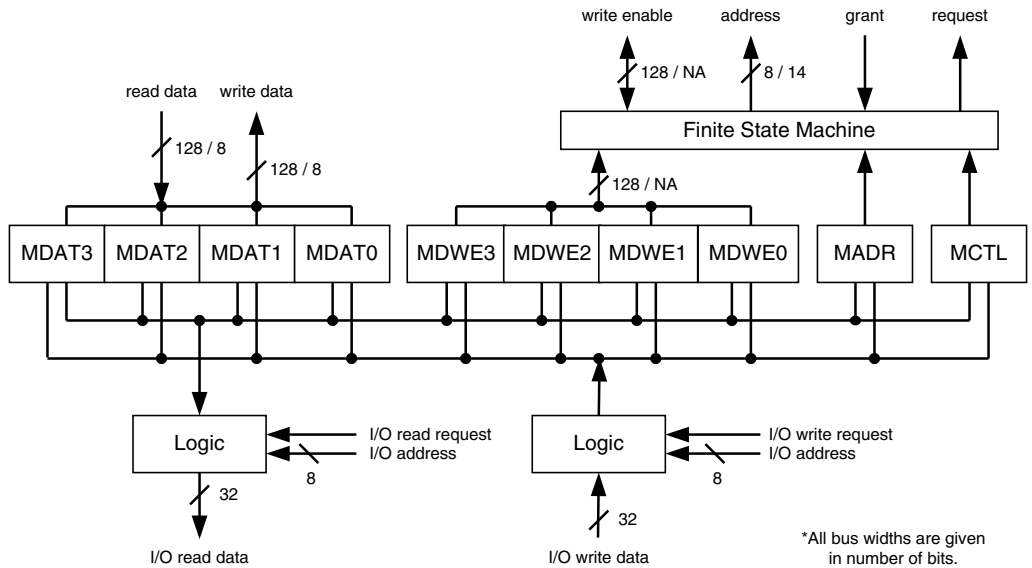 write enable address grant request
128 / NA 8 / 14
read data write data
Finite State Machine
128 / 8
128 / 8 128 / NA
MDAT3 MDAT2 MDAT1 MDAT0 MDWE3 MDWE2 MDWE1 MDWE0 MADR MCTL
Logic I/O read request Logic I/O write request
I/O address I/O address
8 8
32 32
*All bus widths are given
in number of bits.
I/O read data I/O write data